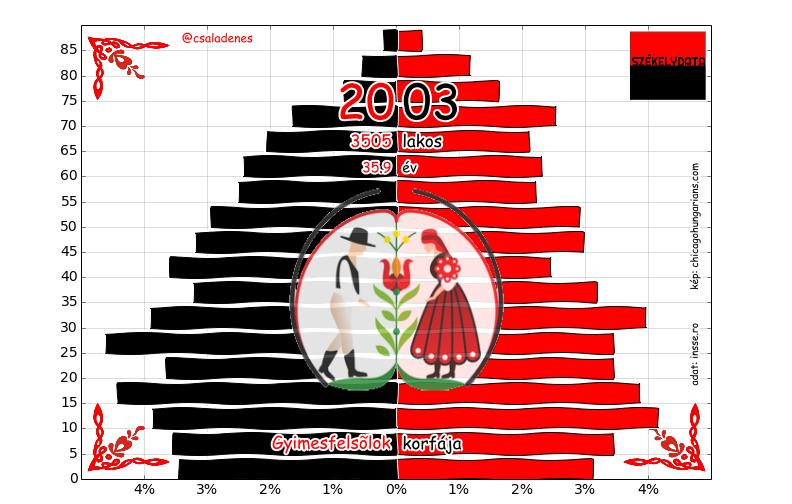 @csaladenes
SZÉKELYDATA
2003
3505 lakos
35.9 év
kép: chicagohungarians.com
adat: insse.ro
Gyimesfelsõlok korfája
85
80
75
70
65
60
55
50
45
40
35
30
25
20
15
10
5
0
4% 3% 2% 1% 0% 1% 2% 3% 4%